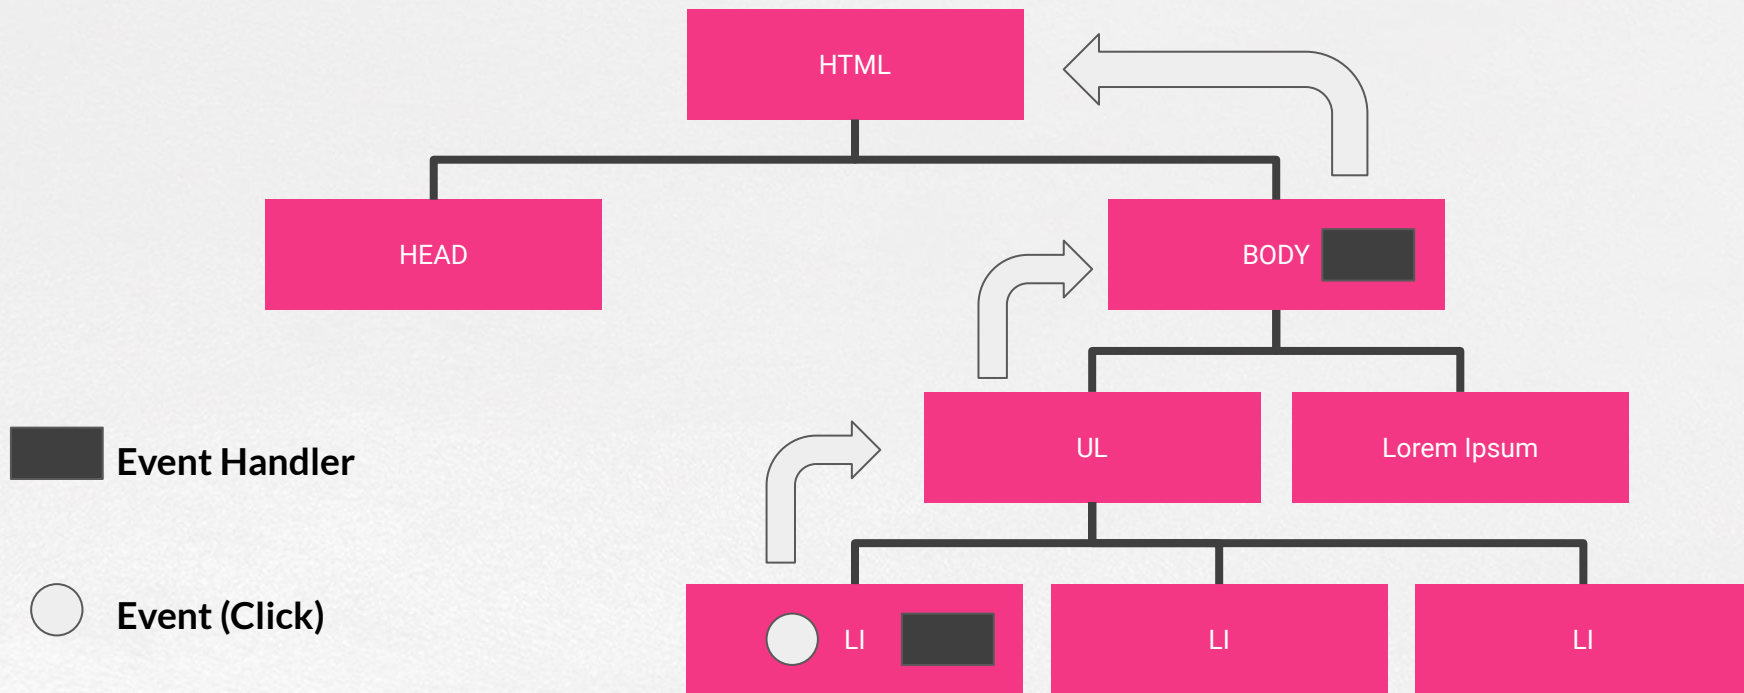 HTML
HEAD
BODY
UL
Lorem Ipsum
Event Handler
Event (Click)
LI
LI
LI